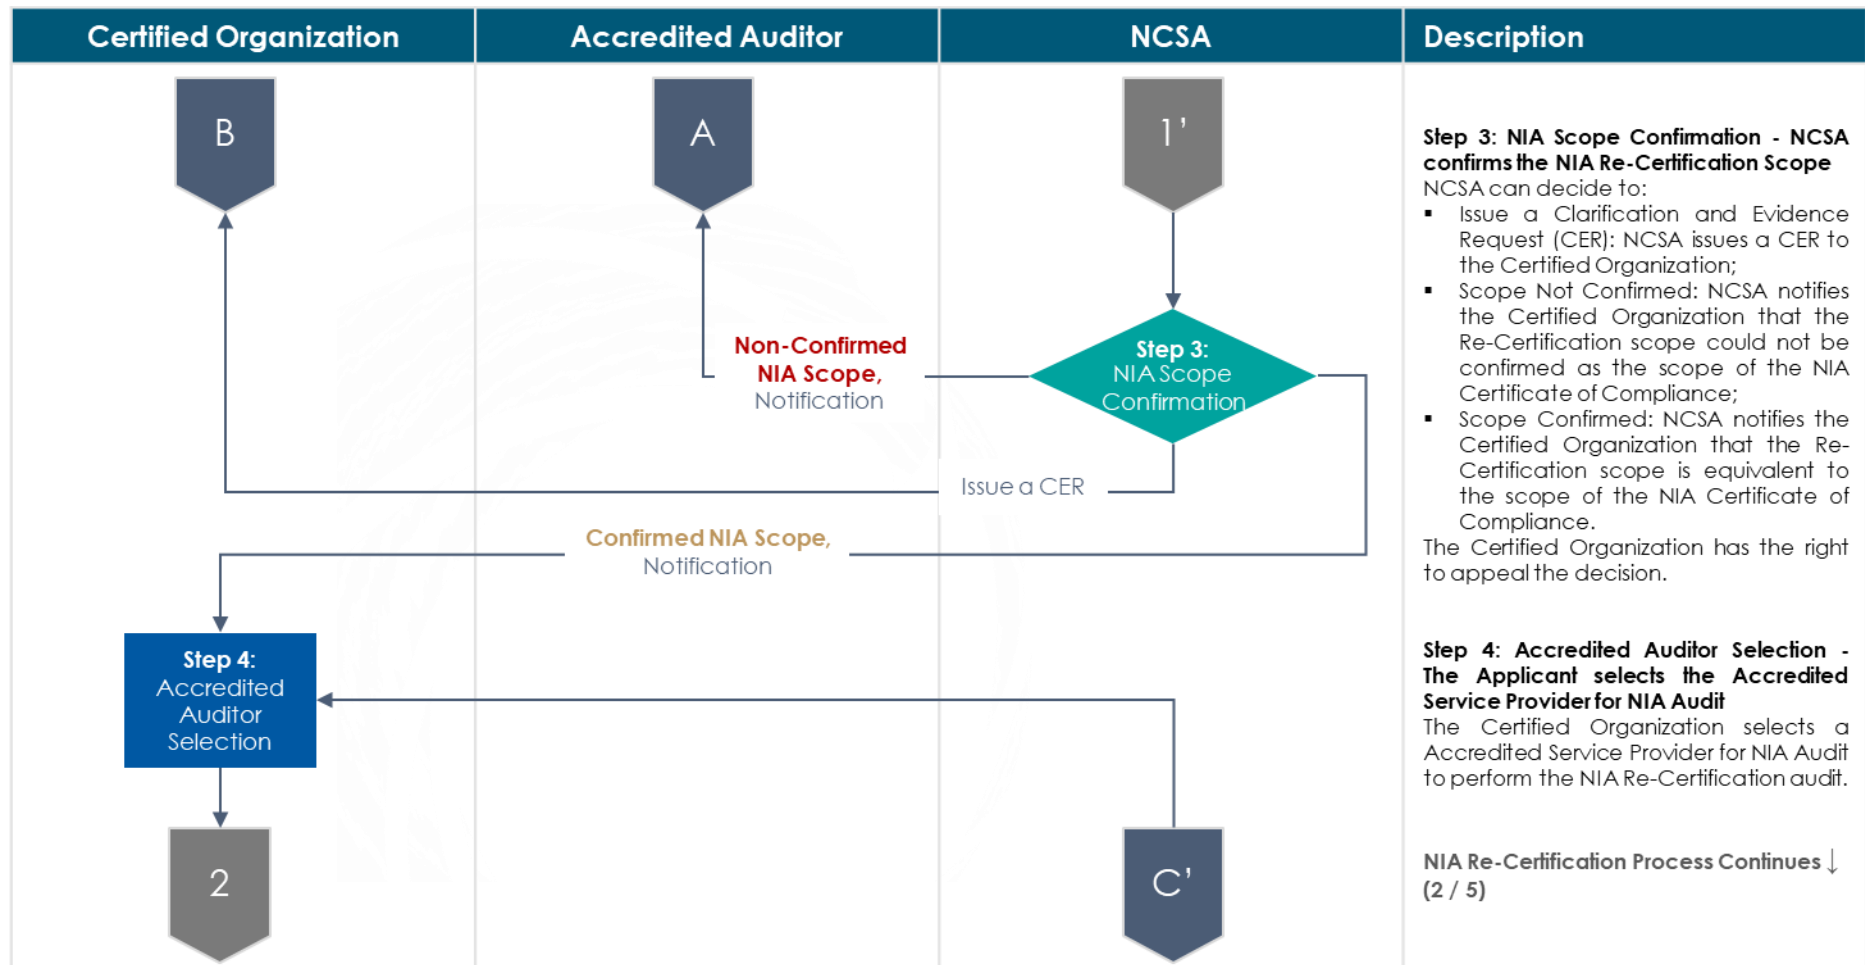 Certified Organization
Accredited Auditor
NCSA
Description
B
A
1’
Non-Confirmed
NIA Scope,
Notification
Step 3:
NIA Scope
Confirmation
Issue a CER
Confirmed NIA Scope,
Notification
Step 4:
Accredited
Auditor
Selection
2
C’
Step 3: NIA Scope Confirmation - NCSA
confirms the NIA Re-Certification Scope
NCSA can decide to:
▪ Issue a Clarification and Evidence
Request (CER): NCSA issues a CER to
the Certified Organization;
▪ Scope Not Confirmed: NCSA notifies
the Certified Organization that the
Re-Certification scope could not be
confirmed as the scope of the NIA
Certificate of Compliance;
▪ Scope Confirmed: NCSA notifies the
Certified Organization that the Re-
Certification scope is equivalent to
the scope of the NIA Certificate of
Compliance.
The Certified Organization has the right
to appeal the decision.
Step 4: Accredited Auditor Selection -
The Applicant selects the Accredited
Service Provider for NIA Audit
The Certified Organization selects a
Accredited Service Provider for NIA Audit
to perform the NIA Re-Certification audit.
NIA Re-Certification Process Continues ↓
(2 / 5)